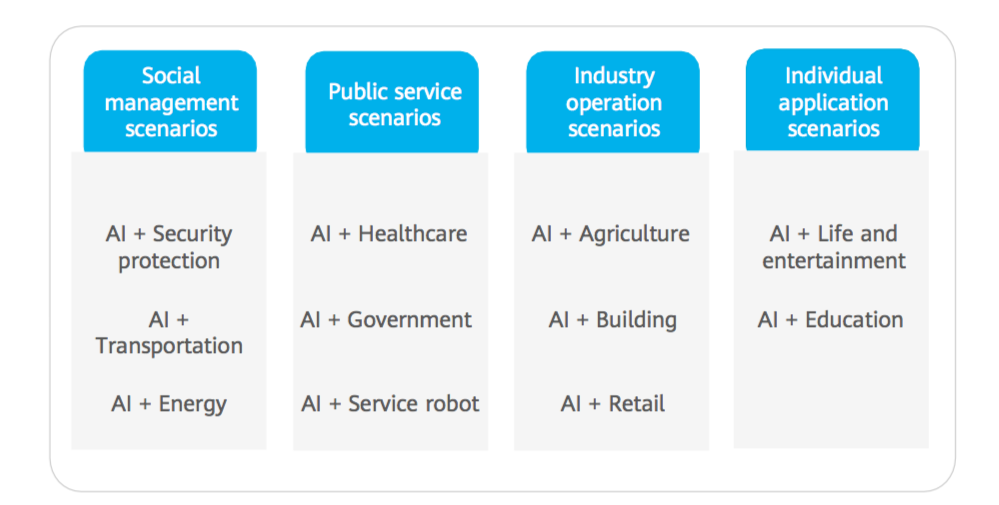 Social
management
scenarios
AI + Security
protection
AI +
Transportation
AI + Energy
Public service
scenarios
AI + Healthcare
AI + Government
AI + Service robot
Industry
operation
scenarios
AI + Agriculture
AI + Building
AI + Retail
Individual
application
scenarios
AI + Life and
entertainment
AI + Education